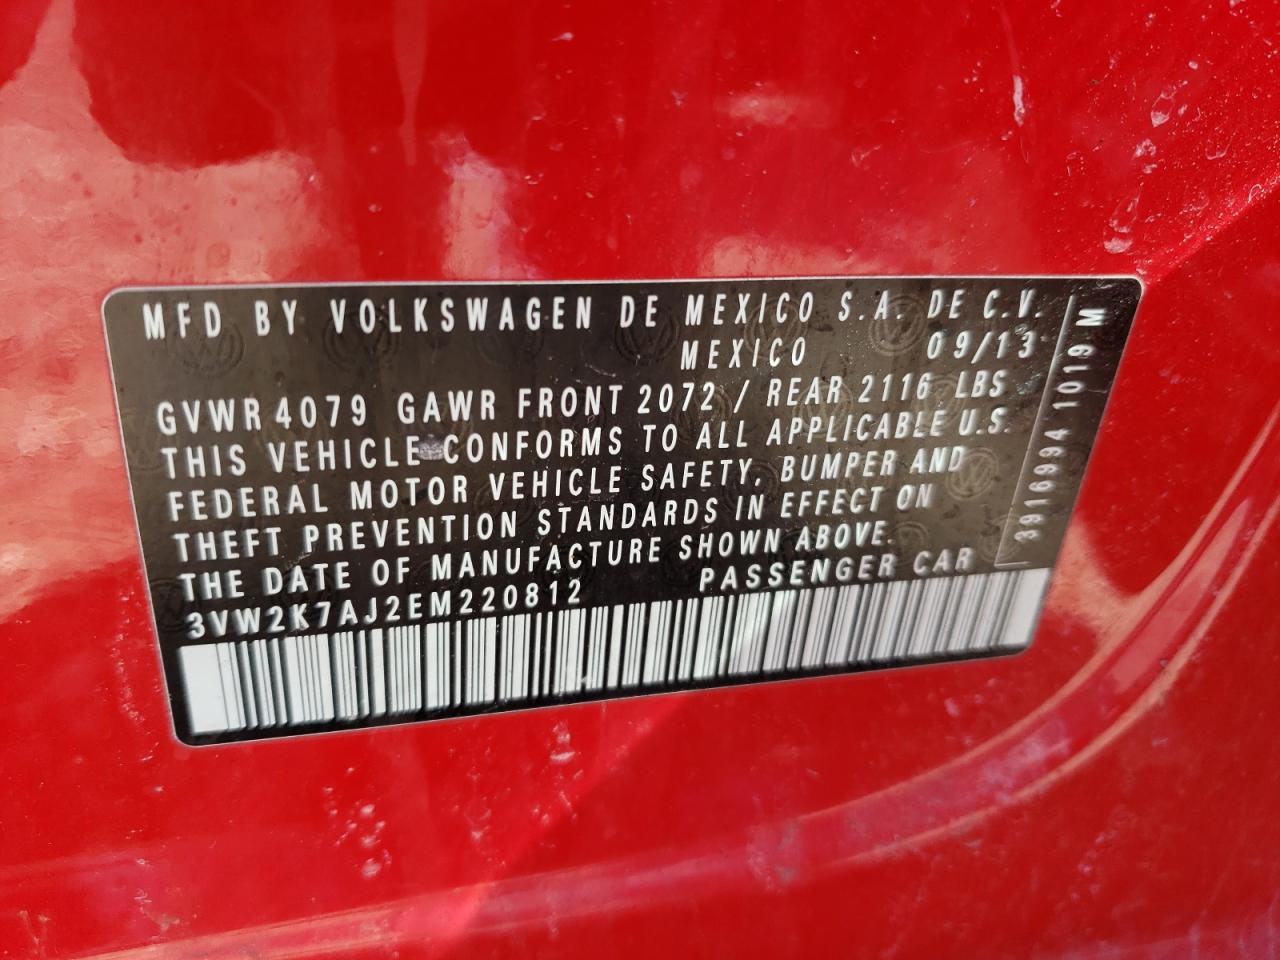 MFD BY VOLKSWAGEN DE MEXICO S.A. DE C.V.
MEXICO 09/13
GVWR 4079 GAWR FRONT 2072 / REAR 2116 LBS
THIS VEHICLE CONFORMS TO ALL APPLICABLE U.S.
FEDERAL MOTOR VEHICLE SAFETY, BUMPER AND
THEFT PREVENTION STANDARDS IN EFFECT ON
THE DATE OF MANUFACTURE SHOWN ABOVE.
3VW2K7AJ2EM220812 PASSENGER CAR
3916994 1019 M